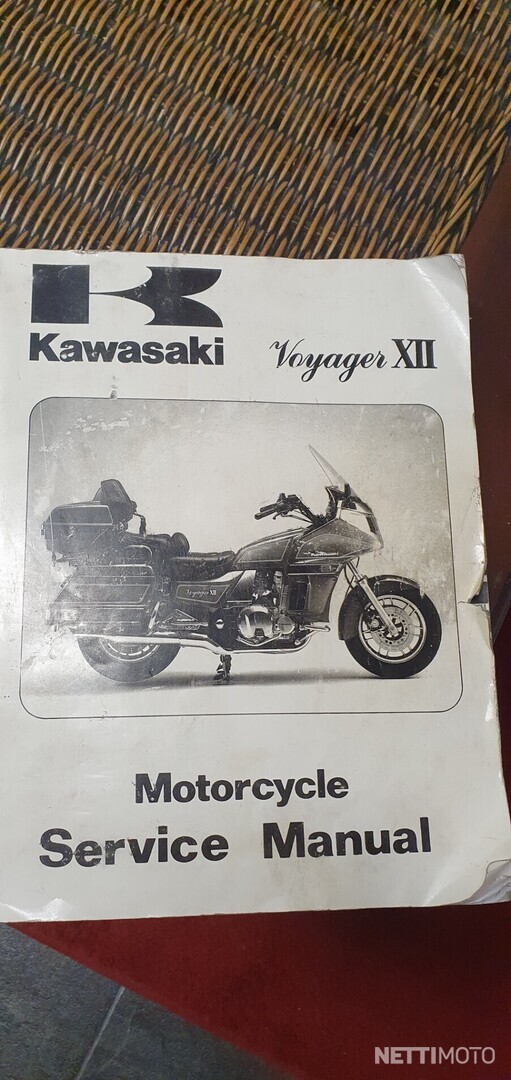 Kawasaki
Voyager XII
Voyager XII
Motorcycle
Service Manual
NETTIMOTO